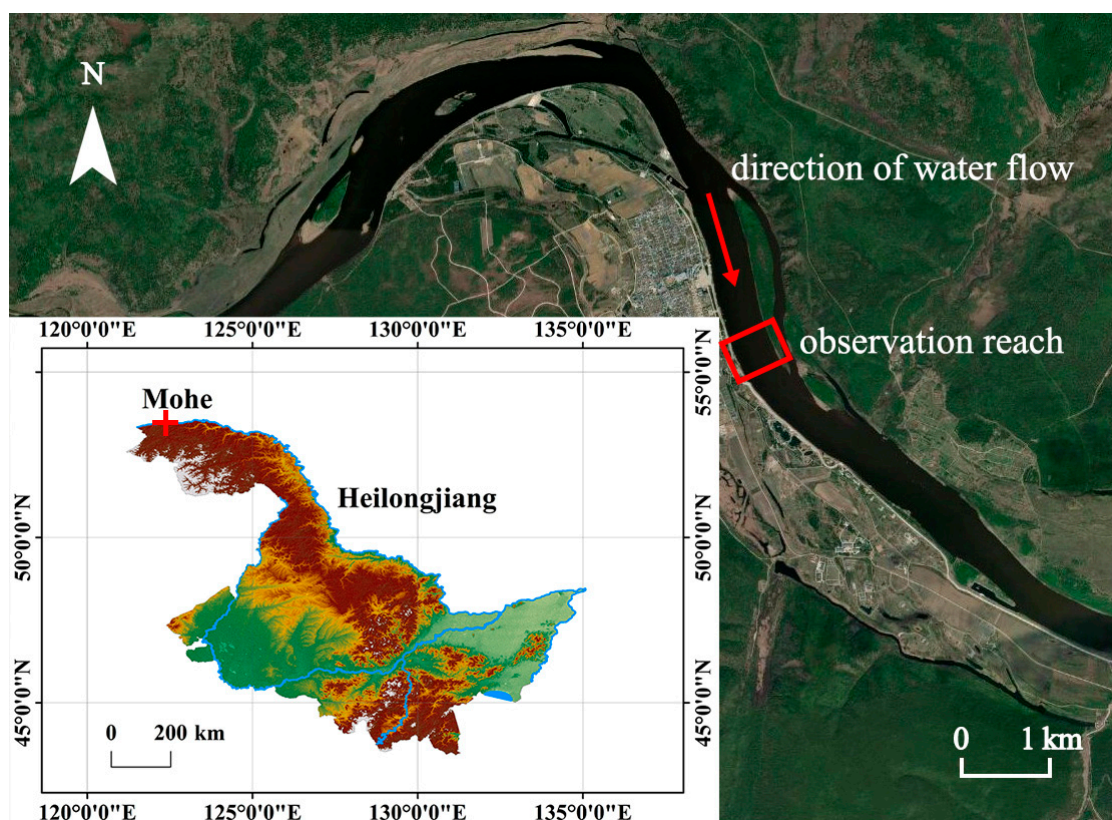 N
direction of water flow
observation reach
120°0'0"E 125°0'0"E 130°0'0"E 135°0'0"E
55°0'0"N
50°0'0"N
45°0'0"N
Mohe
Heilongjiang
0 200 km
50°0'0"N
45°0'0"N
120°0'0"E 125°0'0"E 130°0'0"E 135°0'0"E
0 1 km